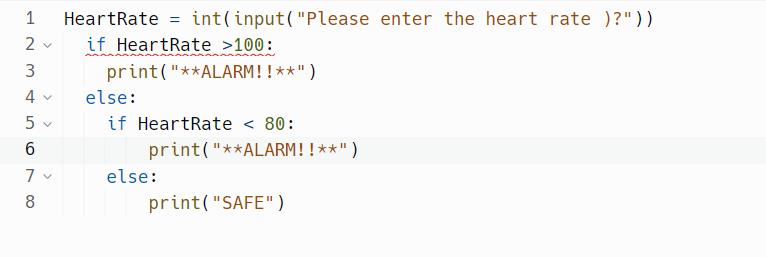 1 HeartRate = int(input("Please enter the heart rate )?"))
2 if HeartRate >100:
3 print("**ALARM!!**")
4 else:
5 if HeartRate < 80:
6 print("**ALARM!!**")
7 else:
8 print("SAFE")